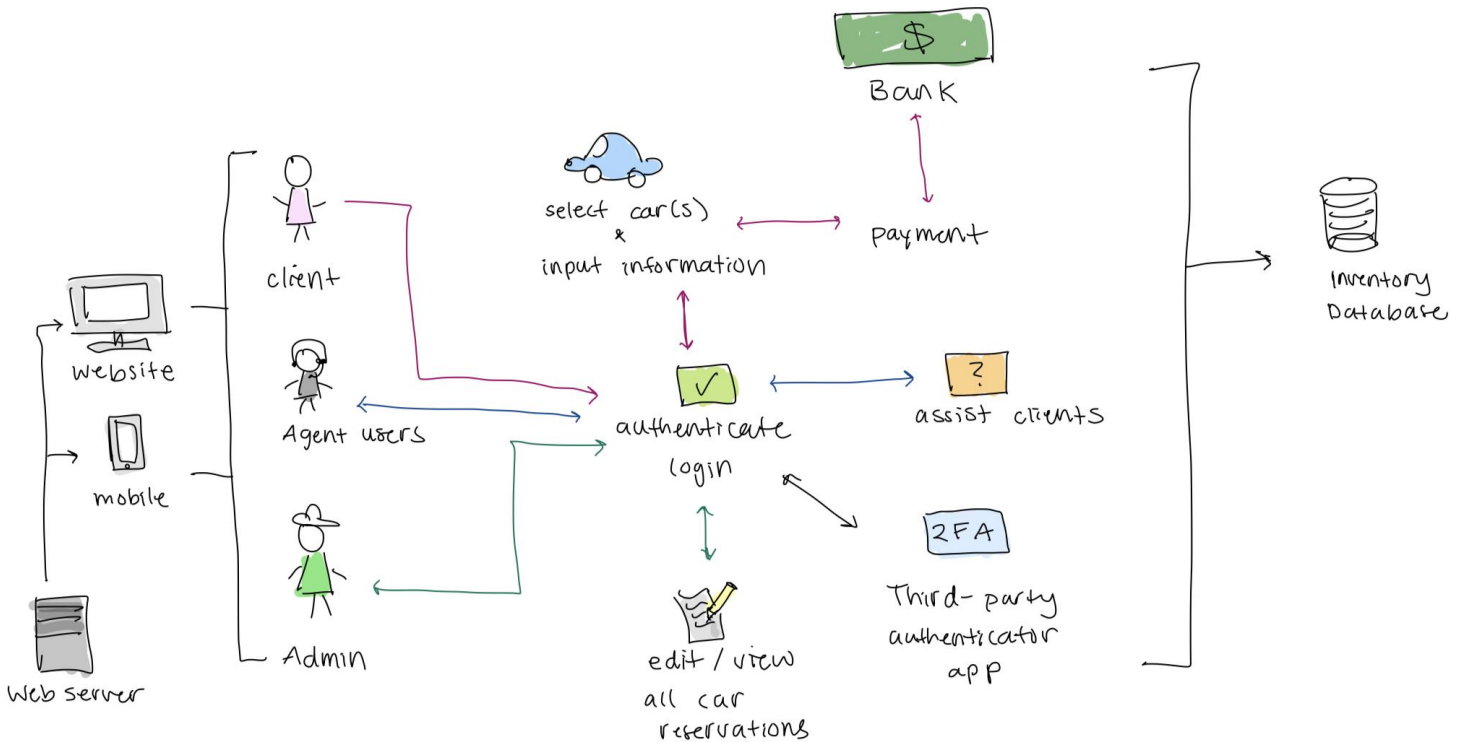 $
Bank
select car(s)
&
input information
payment
client
Inventory
Database
website
?
✓
Agent users
authenticate
login
assist clients
mobile
2FA
Third-party
authenticator
app
Admin
edit / view
all car
reservations
Web server